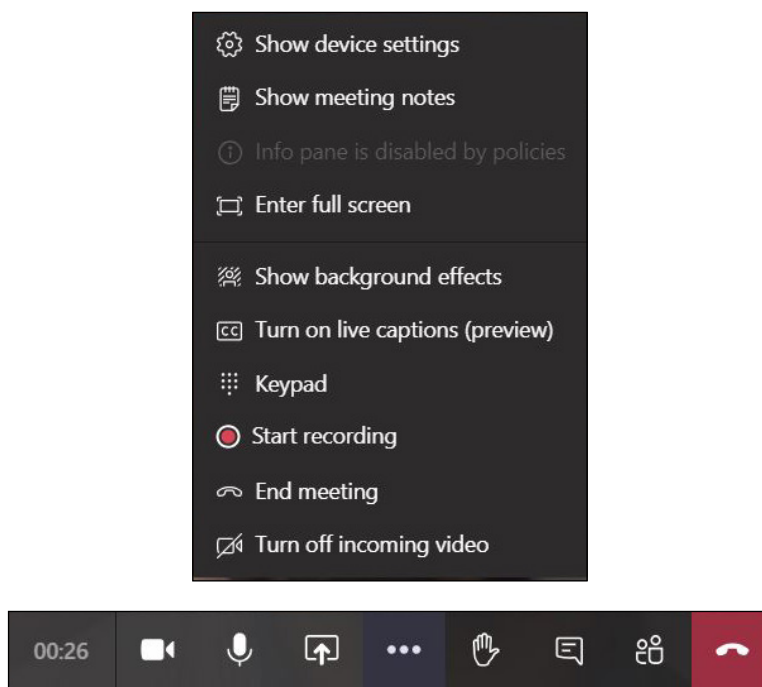 Show device settings
Show meeting notes
Info pane is disabled by policies
Enter full screen
Show background effects
CC Turn on live captions (preview)
Keypad
Start recording
End meeting
Turn off incoming video
00:26